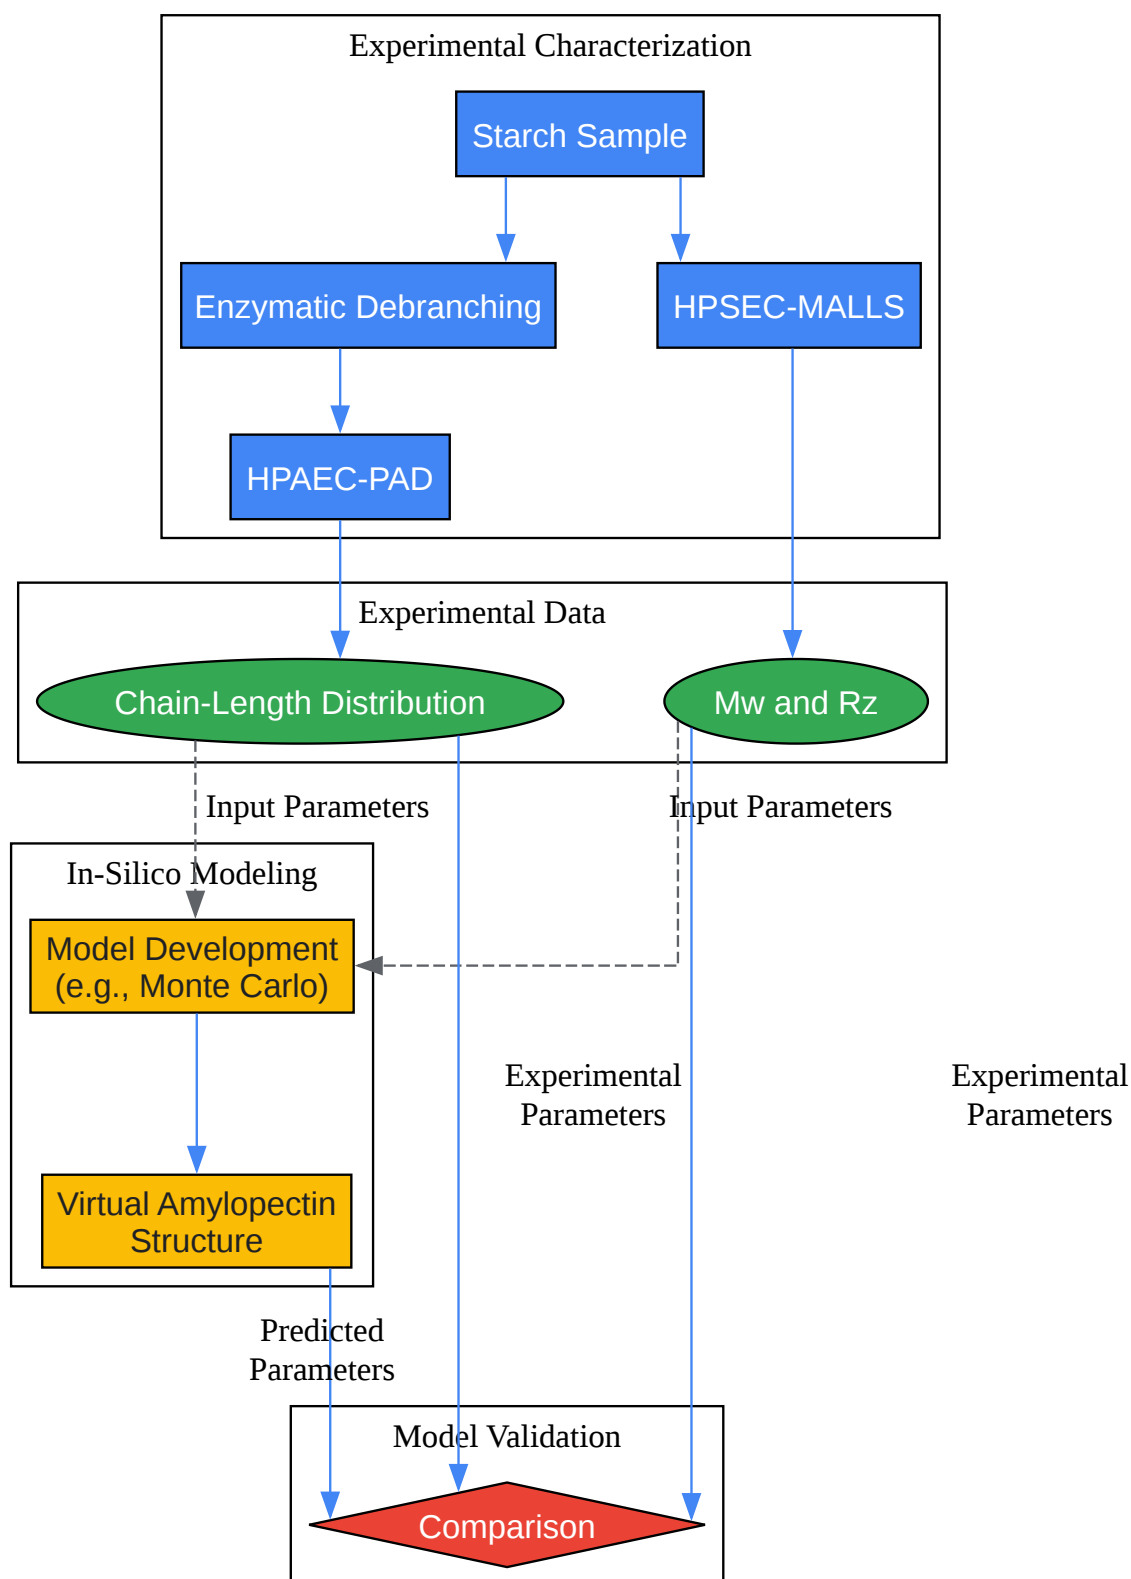 Experimental Characterization
Starch Sample
Enzymatic Debranching
HPSEC-MALLS
HPAEC-PAD
Experimental Data
Chain-Length Distribution
Mw and Rz
Input Parameters
Input Parameters
In-Silico Modeling
Model Development
(e.g., Monte Carlo)
Experimental
Parameters
Experimental
Parameters
Virtual Amylopectin
Structure
Predicted
Parameters
Model Validation
Comparison